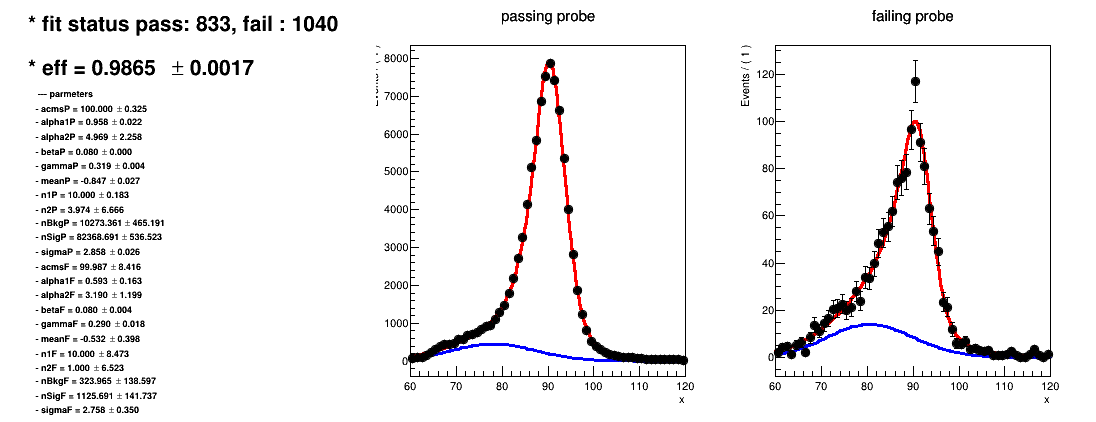 * fit status pass: 833, fail : 1040
* eff = 0.9865 ± 0.0017
--- parmeters
- acmsP = 100.000 ± 0.325
- alpha1P = 0.958 ± 0.022
- alpha2P = 4.969 ± 2.258
- betaP = 0.080 ± 0.000
- gammaP = 0.319 ± 0.004
- meanP = -0.847 ± 0.027
- n1P = 10.000 ± 0.183
- n2P = 3.974 ± 6.666
- nBkgP = 10273.361 ± 465.191
- nSigP = 82368.691 ± 536.523
- sigmaP = 2.858 ± 0.026
- acmsF = 99.987 ± 8.416
- alpha1F = 0.593 ± 0.163
- alpha2F = 3.190 ± 1.199
- betaF = 0.080 ± 0.004
- gammaF = 0.290 ± 0.018
- meanF = -0.532 ± 0.398
- n1F = 10.000 ± 8.473
- n2F = 1.000 ± 6.523
- nBkgF = 323.965 ± 138.597
- nSigF = 1125.691 ± 141.737
- sigmaF = 2.758 ± 0.350
passing probe
8000
7000
6000
5000
4000
3000
2000
1000
0
60 70 80 90 100 110 120
x
failing probe
Events / ( 1 )
120
100
80
60
40
20
0
60 70 80 90 100 110 120
x